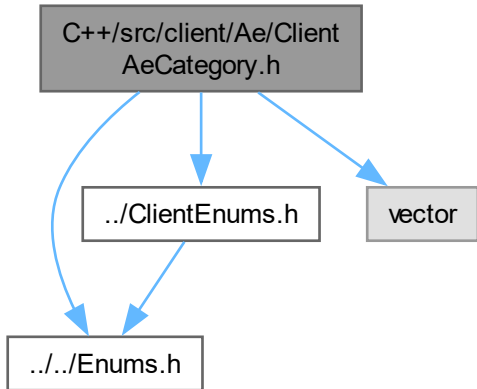 C++/src/client/Ae/Client
AeCategory.h
../ClientEnums.h
vector
../../Enums.h